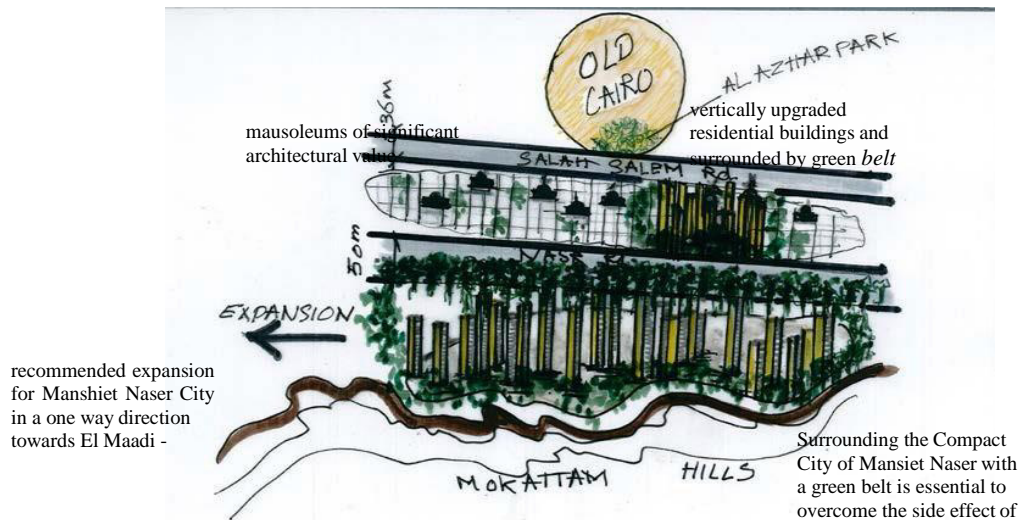 OLD
CAIRO
AL AZHAR PARK
36m
mausoleums of significant
architectural value
vertically upgraded
residential buildings and
surrounded by green belt
SALAH SALEM Rd
50m
NASR
EXPANSION
recommended expansion
for Manshiet Naser City
in a one way direction
towards El Maadi -
MOKATTAM HILLS
Surrounding the Compact
City of Mansiet Naser with
a green belt is essential to
overcome the side effect of